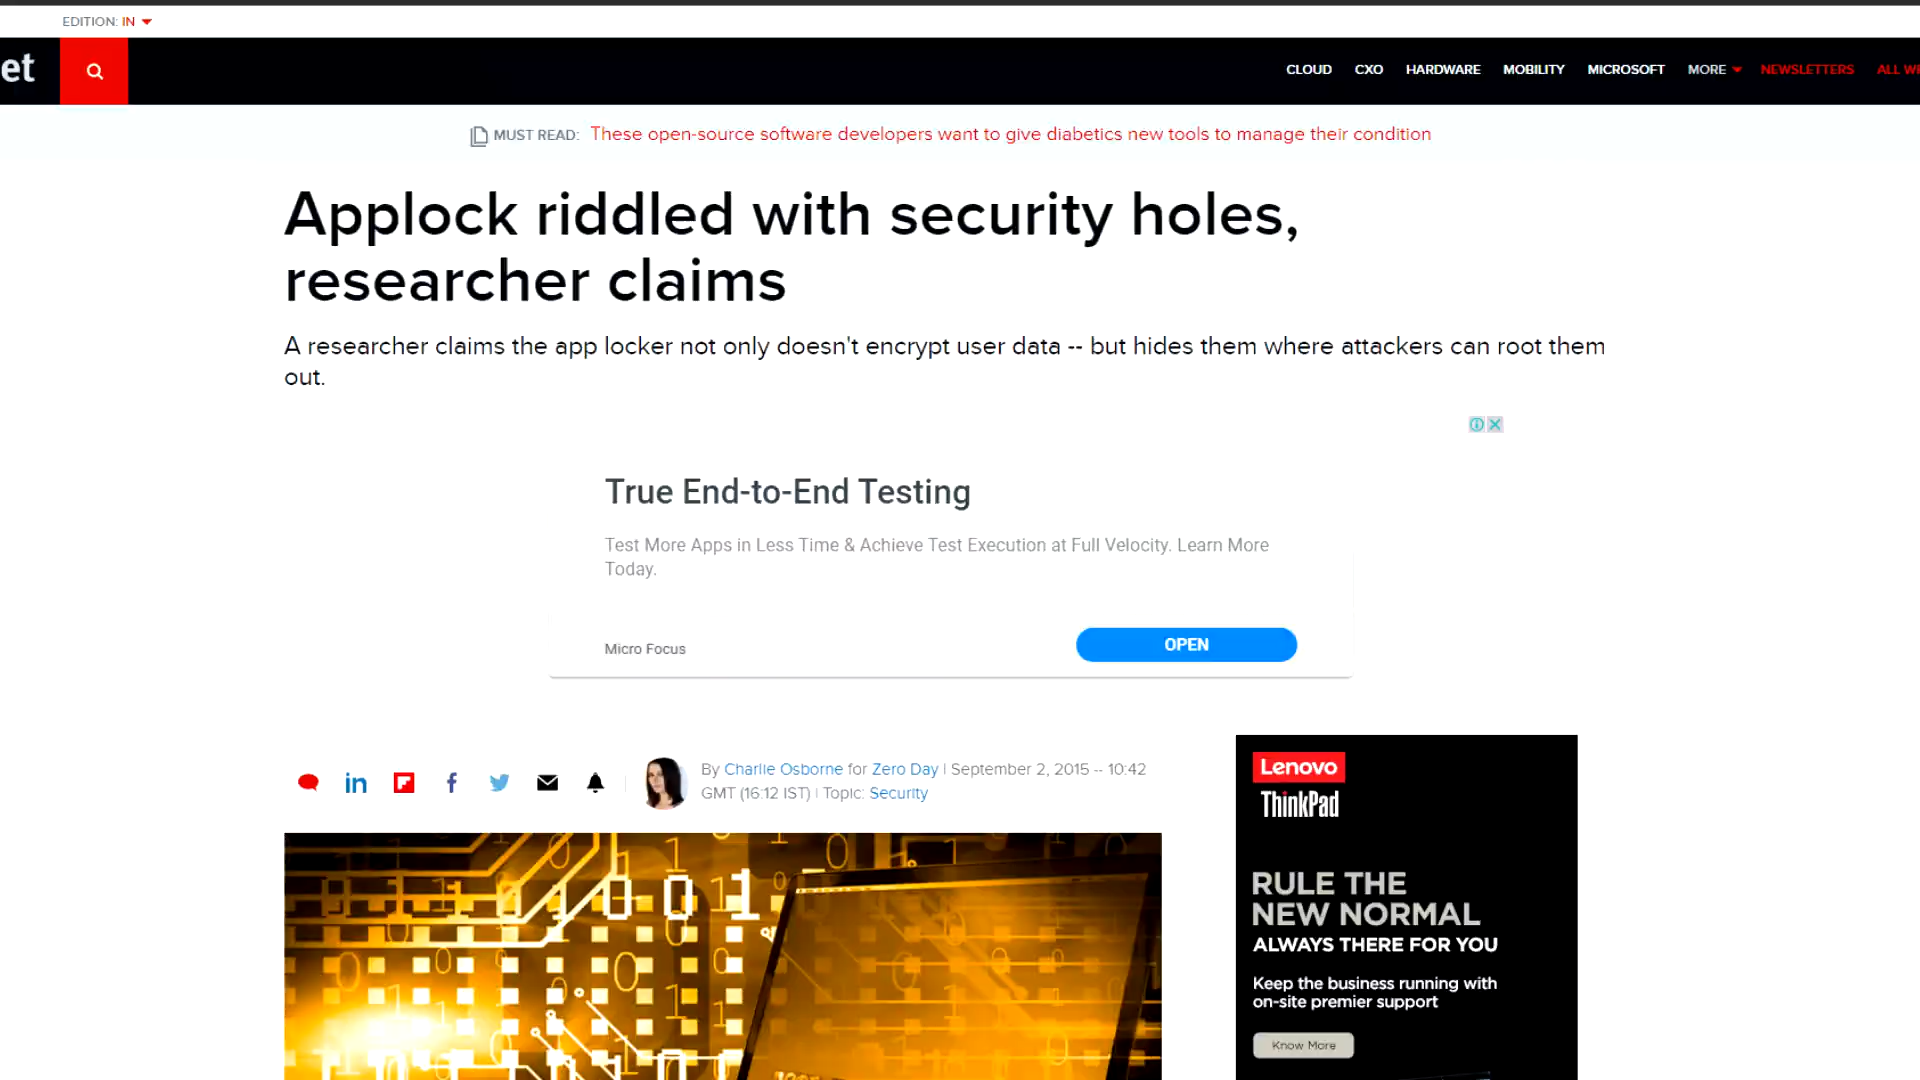 EDITION: IN
et
CLOUD CXO HARDWARE MOBILITY MICROSOFT MORE NEWSLETTERS ALL
MUST READ: These open-source software developers want to give diabetics new tools to manage their condition
Applock riddled with security holes,
researcher claims
A researcher claims the app locker not only doesn't encrypt user data -- but hides them where attackers can root them
out.
True End-to-End Testing
Test More Apps in Less Time & Achieve Test Execution at Full Velocity. Learn More
Today.
Micro Focus
OPEN
By Charlie Osborne for Zero Day | September 2, 2015 -- 10:42
GMT (16:12 IST) | Topic: Security
Lenovo
ThinkPad
RULE THE
NEW NORMAL
ALWAYS THERE FOR YOU
Keep the business running with
on-site premier support
Know More